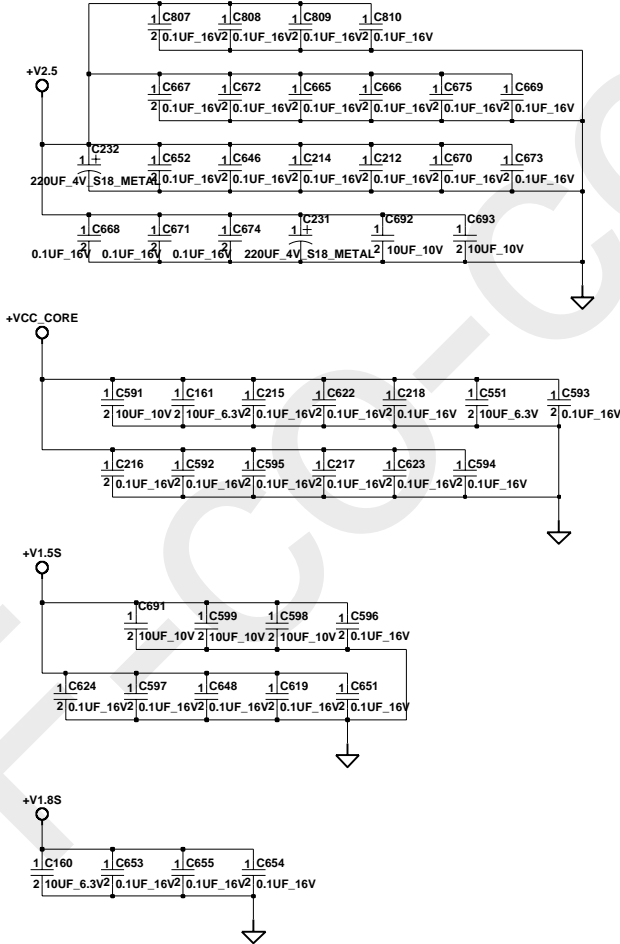 C807 C808 C809 C810
1 1 1 1
2 0.1UF_16V 2 0.1UF_16V 2 0.1UF_16V 2 0.1UF_16V
+V2.5
C667 C672 C665 C666 C675 C669
1 1 1 1 1 1
2 0.1UF_16V 2 0.1UF_16V 2 0.1UF_16V 2 0.1UF_16V 2 0.1UF_16V 2 0.1UF_16V
C232 C652 C646 C214 C212 C670 C673
1 + 1 1 1 1 1 1
220UF_4V_S18_METAL 2 0.1UF_16V 2 0.1UF_16V 2 0.1UF_16V 2 0.1UF_16V 2 0.1UF_16V 2 0.1UF_16V
C668 C671 C674 C231 C692 C693
1 1 1 1 + 1 1
2 2 2 2 10UF_10V 2 10UF_10V
0.1UF_16V 0.1UF_16V 0.1UF_16V 220UF_4V_S18_METAL
+VCC_CORE
1 C591 1 C161 1 C215 1 C622 1 C218 1 C551 1 C593
2 10UF_10V 2 10UF_6.3V 2 0.1UF_16V 2 0.1UF_16V 2 0.1UF_16V 2 10UF_6.3V 2 0.1UF_16V
1 C216 1 C592 1 C595 1 C217 1 C623 1 C594
2 0.1UF_16V 2 0.1UF_16V 2 0.1UF_16V 2 0.1UF_16V 2 0.1UF_16V 2 0.1UF_16V
+V1.5S
C691 C599 C598 C596
1 1 1 1
2 10UF_10V 2 10UF_10V 2 10UF_10V 2 0.1UF_16V
1 C624 1 C597 1 C648 1 C619 1 C651
2 0.1UF_16V 2 0.1UF_16V 2 0.1UF_16V 2 0.1UF_16V 2 0.1UF_16V
+V1.8S
1 C160 1 C653 1 C655 1 C654
2 10UF_6.3V 2 0.1UF_16V 2 0.1UF_16V 2 0.1UF_16V